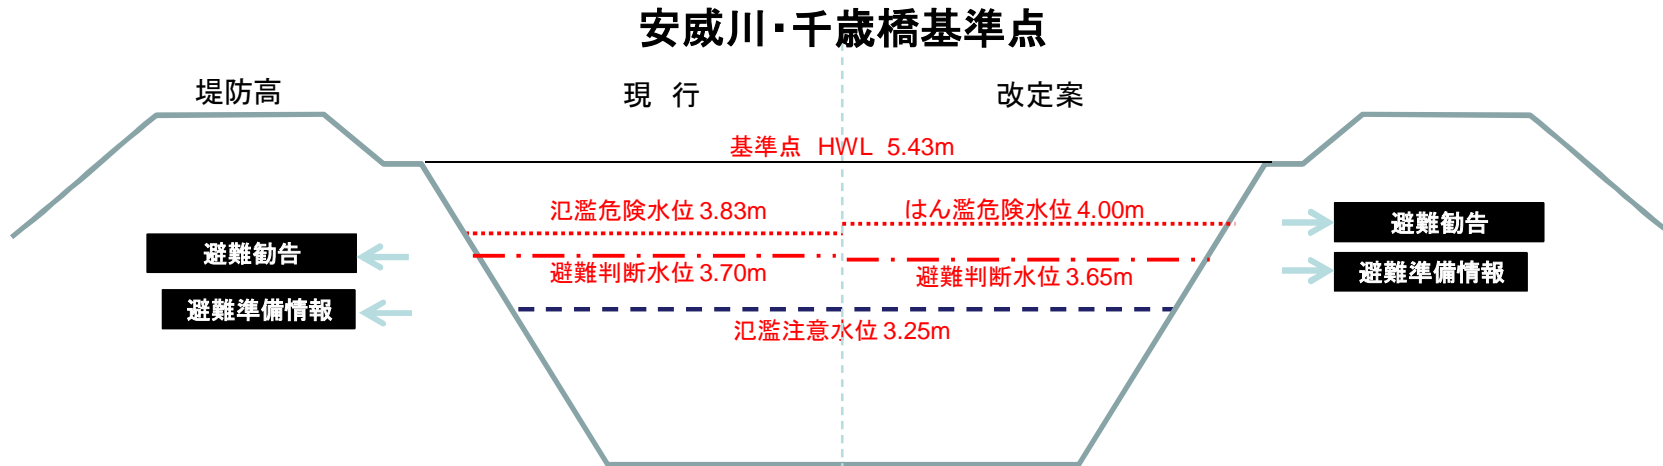 安威川・千歳橋基準点
堤防高
現 行
改定案
基準点 HWL 5.43m
氾濫危険水位 3.83m
はん濫危険水位 4.00m
避難勧告
避難勧告
避難判断水位 3.70m
避難判断水位 3.65m
避難準備情報
避難準備情報
氾濫注意水位 3.25m